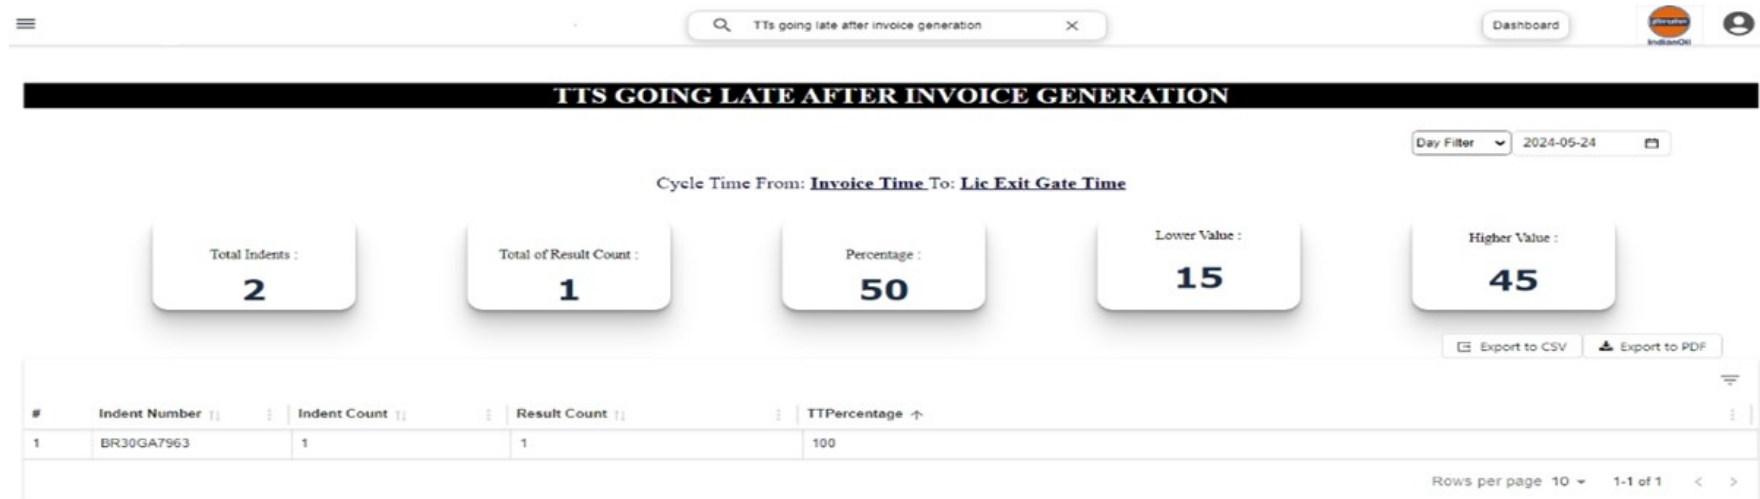 TTs going late after invoice generation
Dashboard
IndianOil
TTS GOING LATE AFTER INVOICE GENERATION
Day Filter 2024-05-24
Cycle Time From: Invoice Time To: Lic Exit Gate Time
Total Indents :
2
Total of Result Count :
1
Percentage :
50
Lower Value :
15
Higher Value :
45
Export to CSV Export to PDF
# Indent Number Indent Count Result Count TTPercentage
1 BR30GA7963 1 1 100
Rows per page 10 1-1 of 1